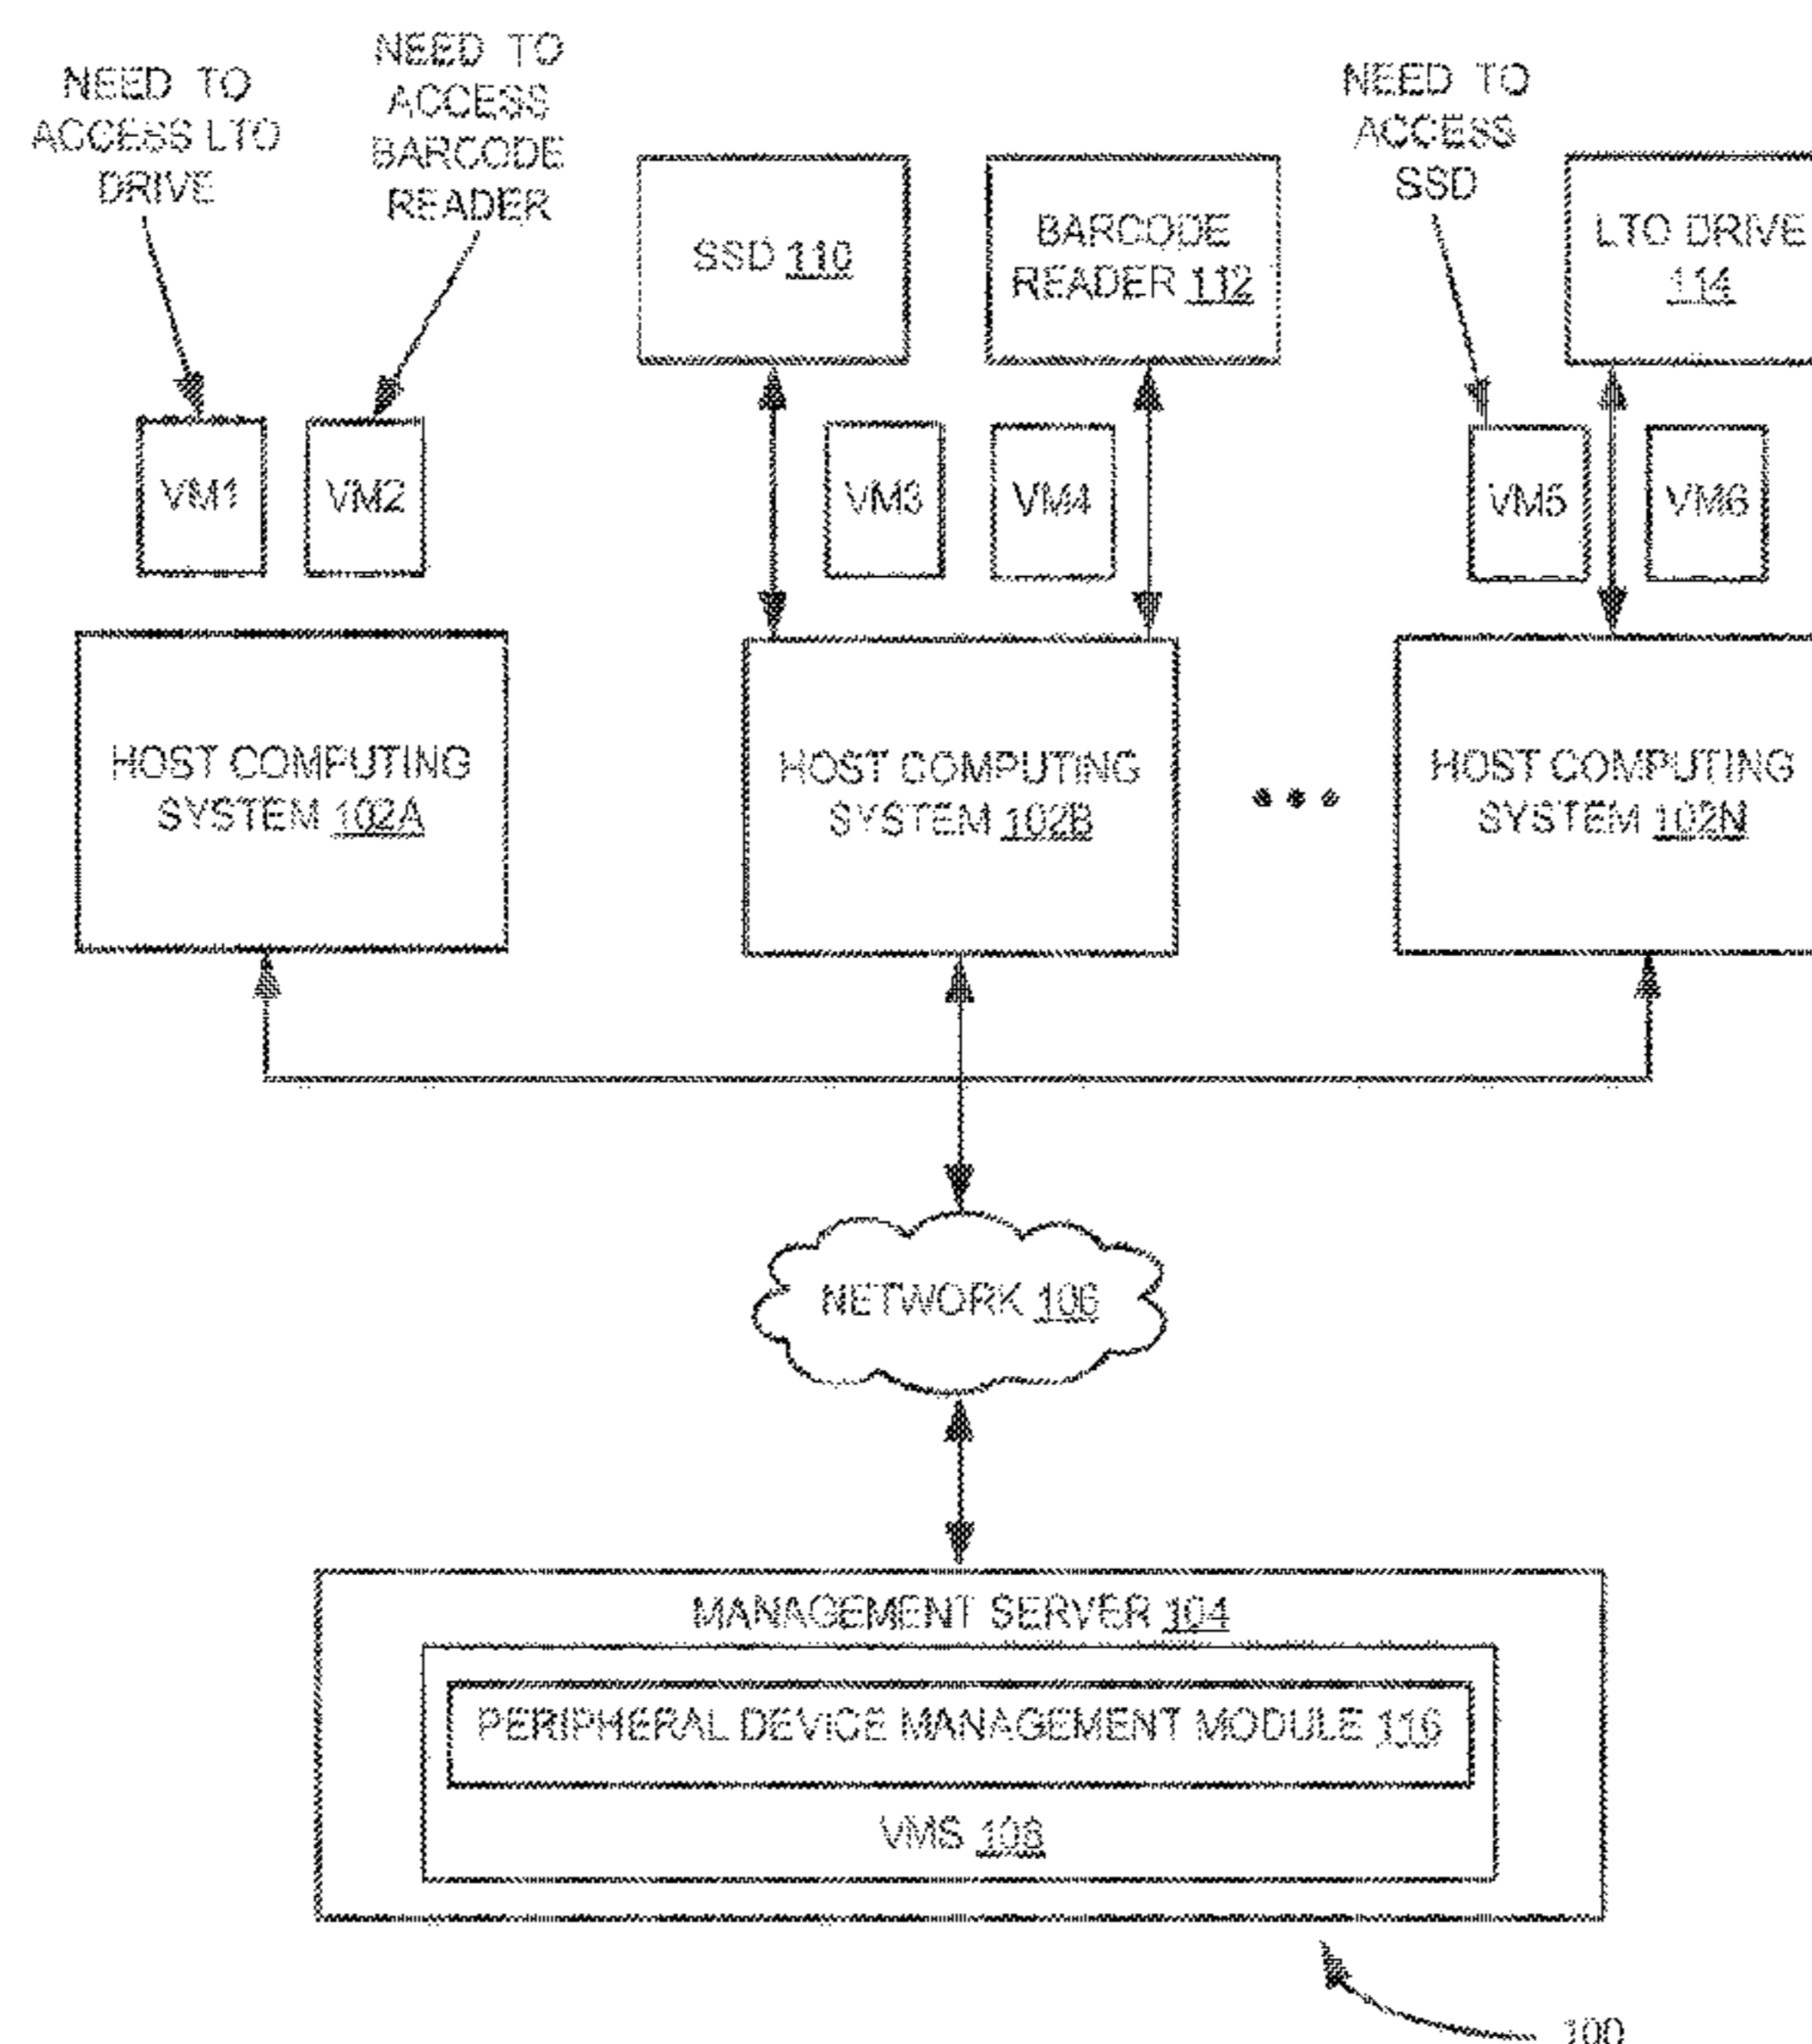 NEED TO
ACCESS LTO
DRIVE
NEED TO
ACCESS
BARCODE
READER
SSD 110
BARCODE
READER 112
NEED TO
ACCESS
SSD
LTO DRIVE
114
VM1
VM2
VM3
VM4
VM5
VM6
HOST COMPUTING
SYSTEM 102A
HOST COMPUTING
SYSTEM 102B
HOST COMPUTING
SYSTEM 102N
NETWORK 106
MANAGEMENT SERVER 104
PERIPHERAL DEVICE MANAGEMENT MODULE 116
VMS 108
100